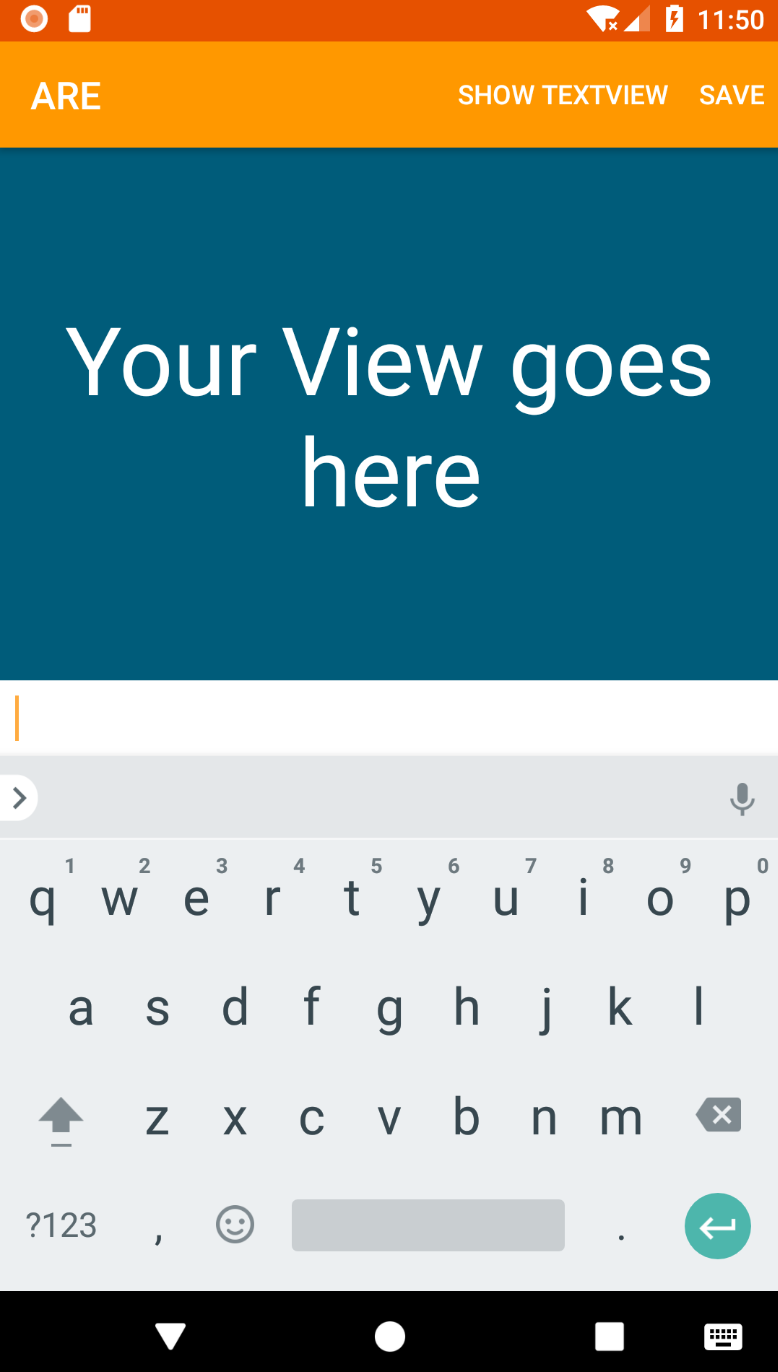 11:50
ARE SHOW TEXTVIEW SAVE
Your View goes
here
1 2 3 4 5 6 7 8 9 0
q w e r t y u i o p
a s d f g h j k l
z x c v b n m
?123 , .